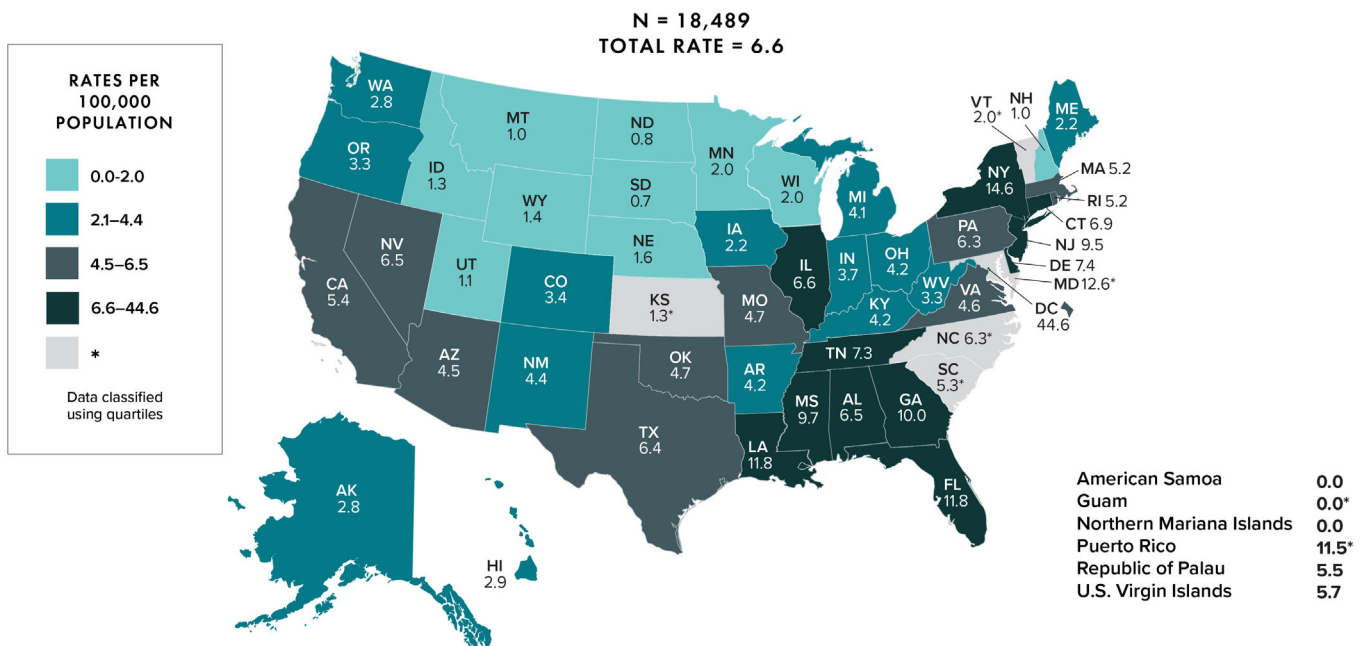 N = 18,489
TOTAL RATE = 6.6
RATES PER
100,000
POPULATION
0.0-2.0
2.1–4.4
4.5–6.5
6.6–44.6
*
Data classified
using quartiles
WA
2.8
OR
3.3
CA
5.4
NV
6.5
ID
1.3
MT
1.0
WY
1.4
UT
1.1
AZ
4.5
CO
3.4
NM
4.4
ND
0.8
SD
0.7
NE
1.6
KS
1.3*
OK
4.7
TX
6.4
MN
2.0
IA
2.2
MO
4.7
AR
4.2
LA
11.8
WI
2.0
IL
6.6
MI
4.1
IN
3.7
OH
4.2
KY
4.2
TN 7.3
MS
9.7
AL
6.5
GA
10.0
FL
11.8
SC
5.3*
NC 6.3*
VA
4.6
WV
3.3
PA
6.3
NY
14.6
VT
2.0*
NH
1.0
ME
2.2
MA 5.2
RI 5.2
CT 6.9
NJ 9.5
DE 7.4
MD 12.6*
DC
44.6
AK
2.8
HI
2.9
American Samoa 0.0
Guam 0.0*
Northern Mariana Islands 0.0
Puerto Rico 11.5*
Republic of Palau 5.5
U.S. Virgin Islands 5.7